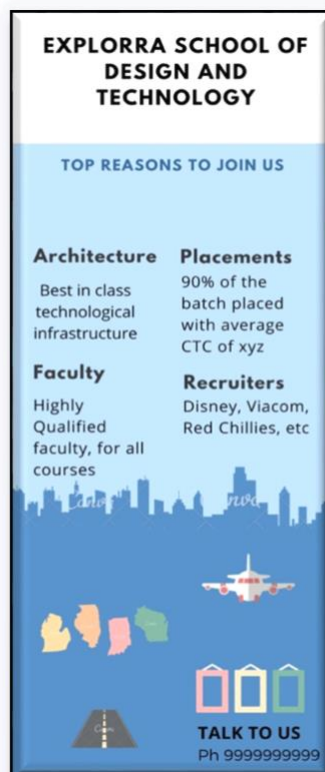 EXPLORRA SCHOOL OF
DESIGN AND
TECHNOLOGY
TOP REASONS TO JOIN US
Architecture
Best in class
technological
infrastructure
Placements
90% of the
batch placed
with average
CTC of xyz
Faculty
Highly
Qualified
faculty, for all
courses
Recruiters
Disney, Viacom,
Red Chillies, etc
TALK TO US
Ph 9999999999